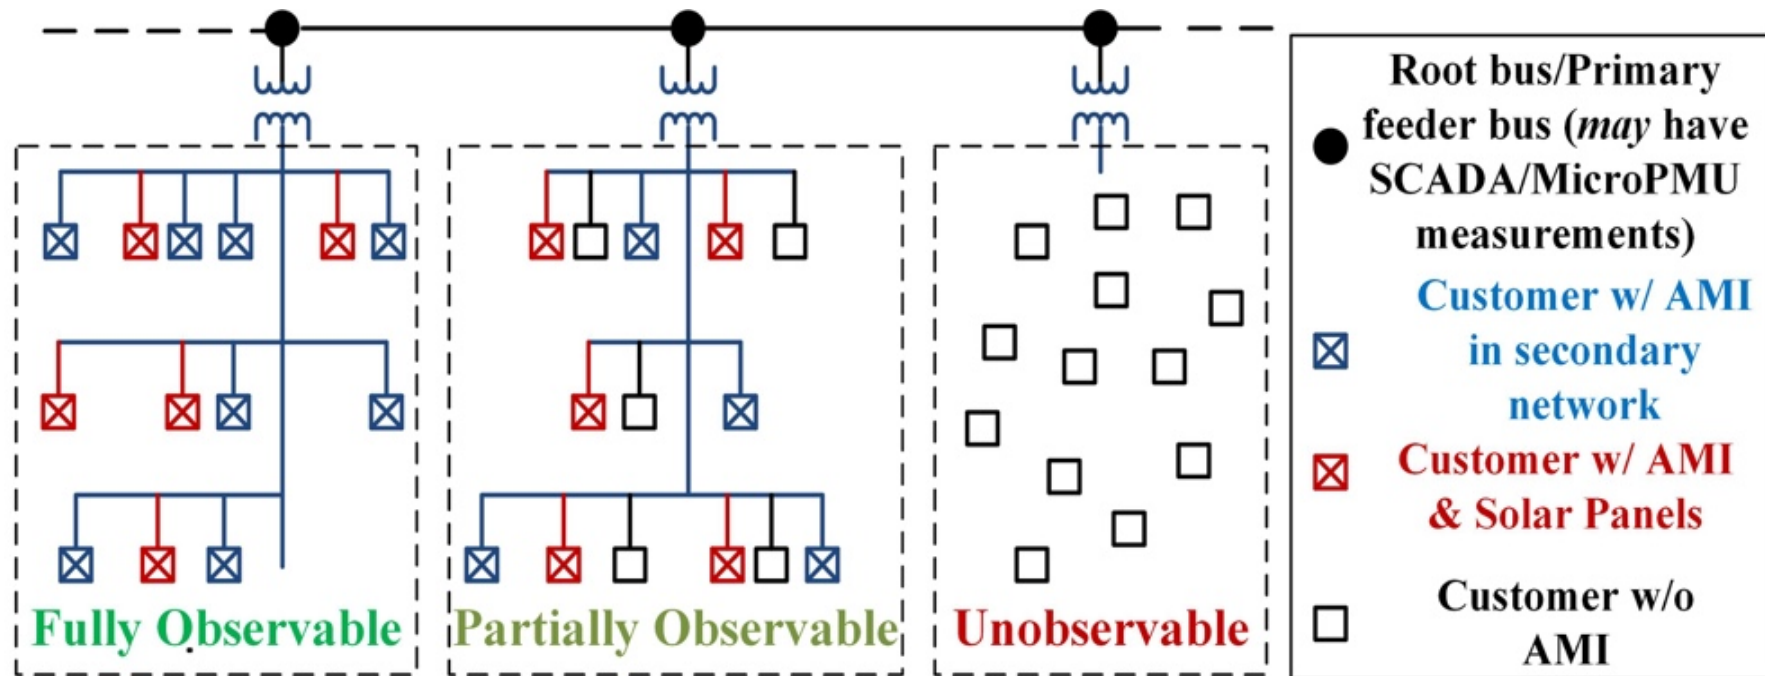 Root bus/Primary
feeder bus (may have
SCADA/MicroPMU
measurements)
Customer w/ AMI
in secondary
network
Customer w/ AMI
& Solar Panels
Customer w/o
AMI
Fully Observable
Partially Observable
Unobservable